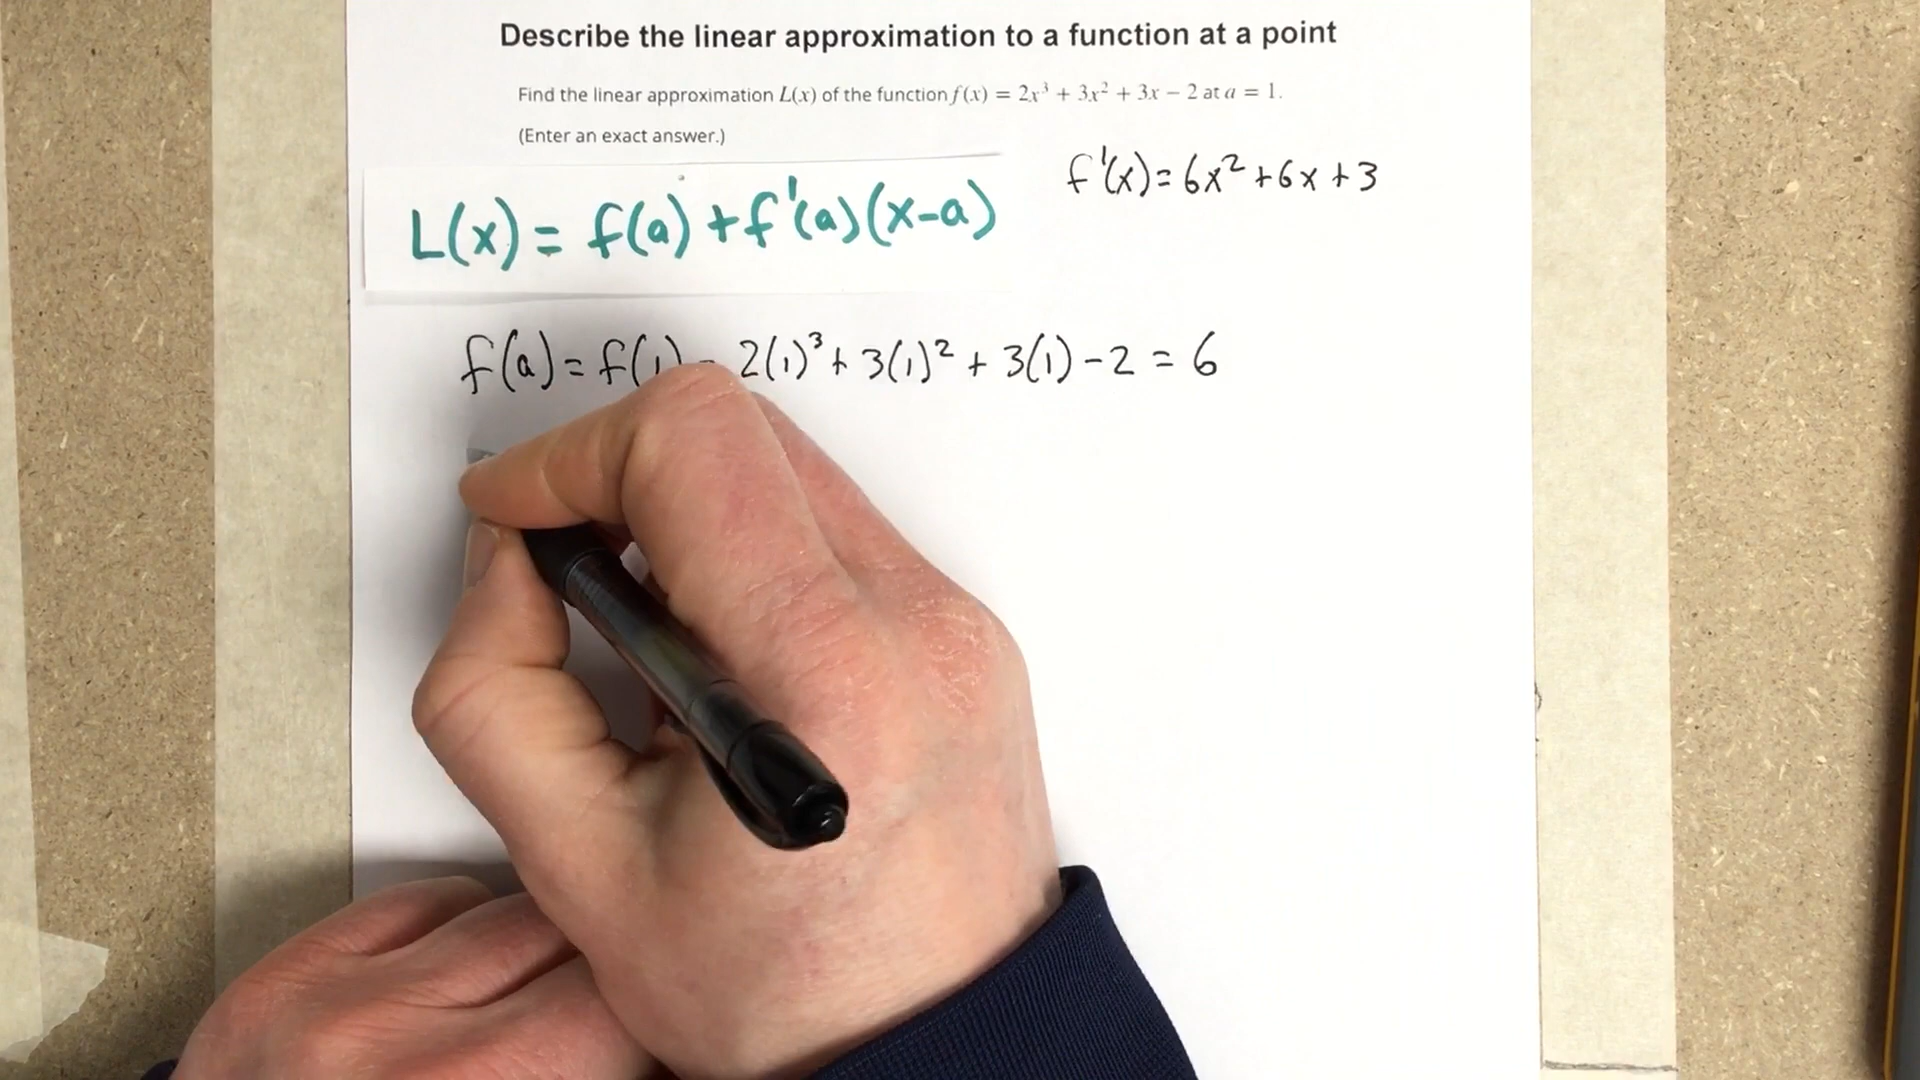 Describe the linear approximation to a function at a point
Find the linear approximation L(x) of the function f(x) = 2x³ + 3x² + 3x − 2 at a = 1.
(Enter an exact answer.)
f'(x) = 6x² + 6x + 3
L(x) = f(a) + f'(a)(x-a)
f(a) = f(1) = 2(1)³ + 3(1)² + 3(1) - 2 = 6